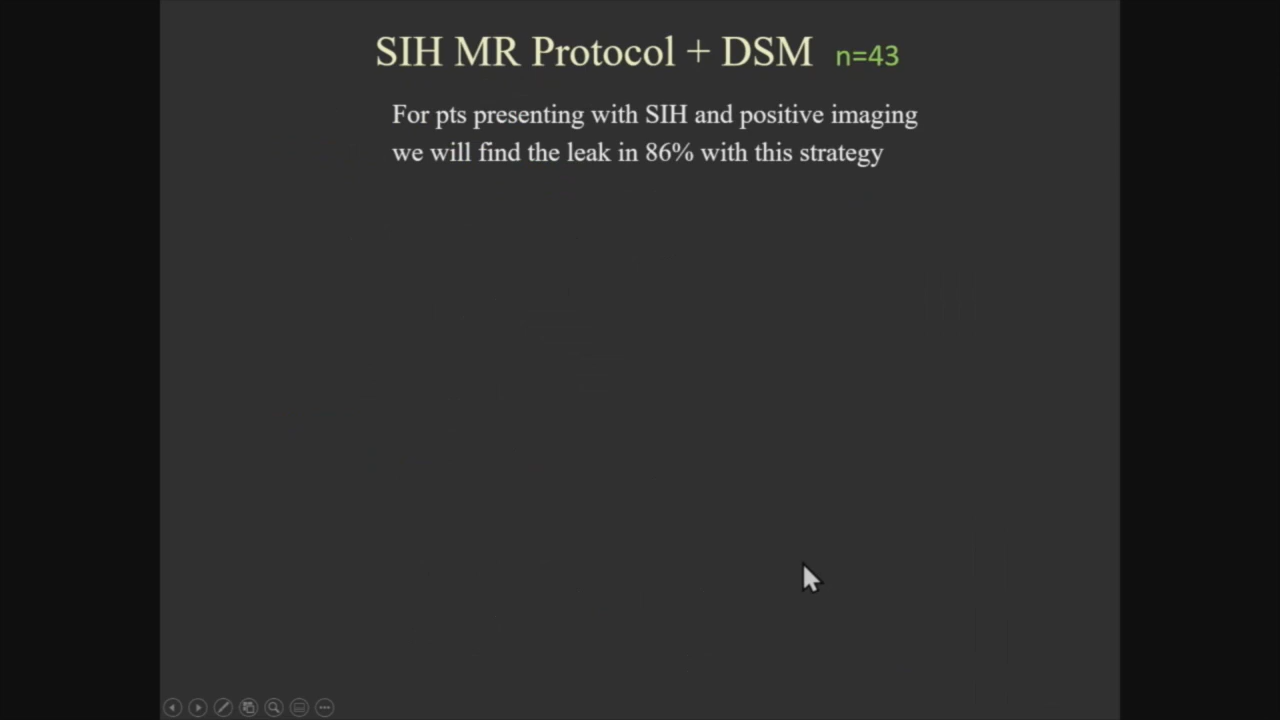 SIH MR Protocol + DSM n=43
For pts presenting with SIH and positive imaging
we will find the leak in 86% with this strategy